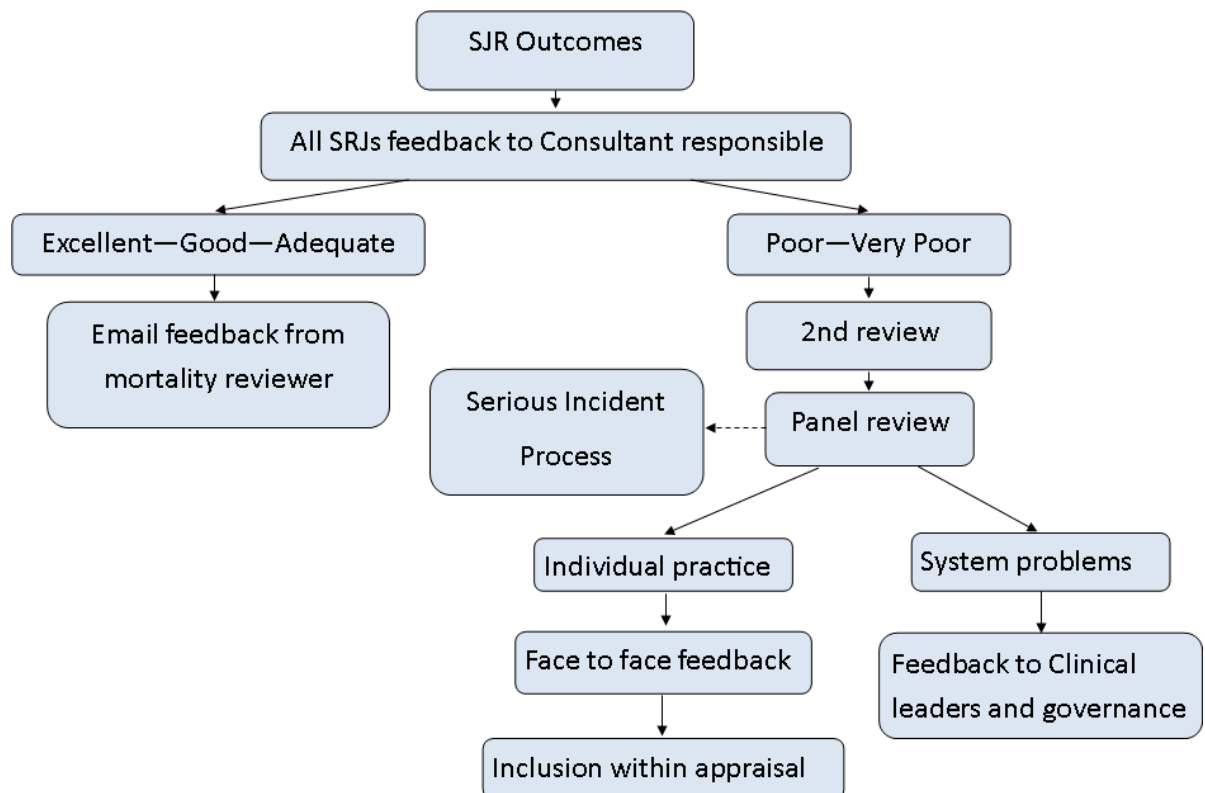 SJR Outcomes
All SRJs feedback to Consultant responsible
Excellent—Good—Adequate
Poor—Very Poor
Email feedback from
mortality reviewer
2nd review
Serious Incident
Process
Panel review
Individual practice
System problems
Face to face feedback
Feedback to Clinical
leaders and governance
Inclusion within appraisal